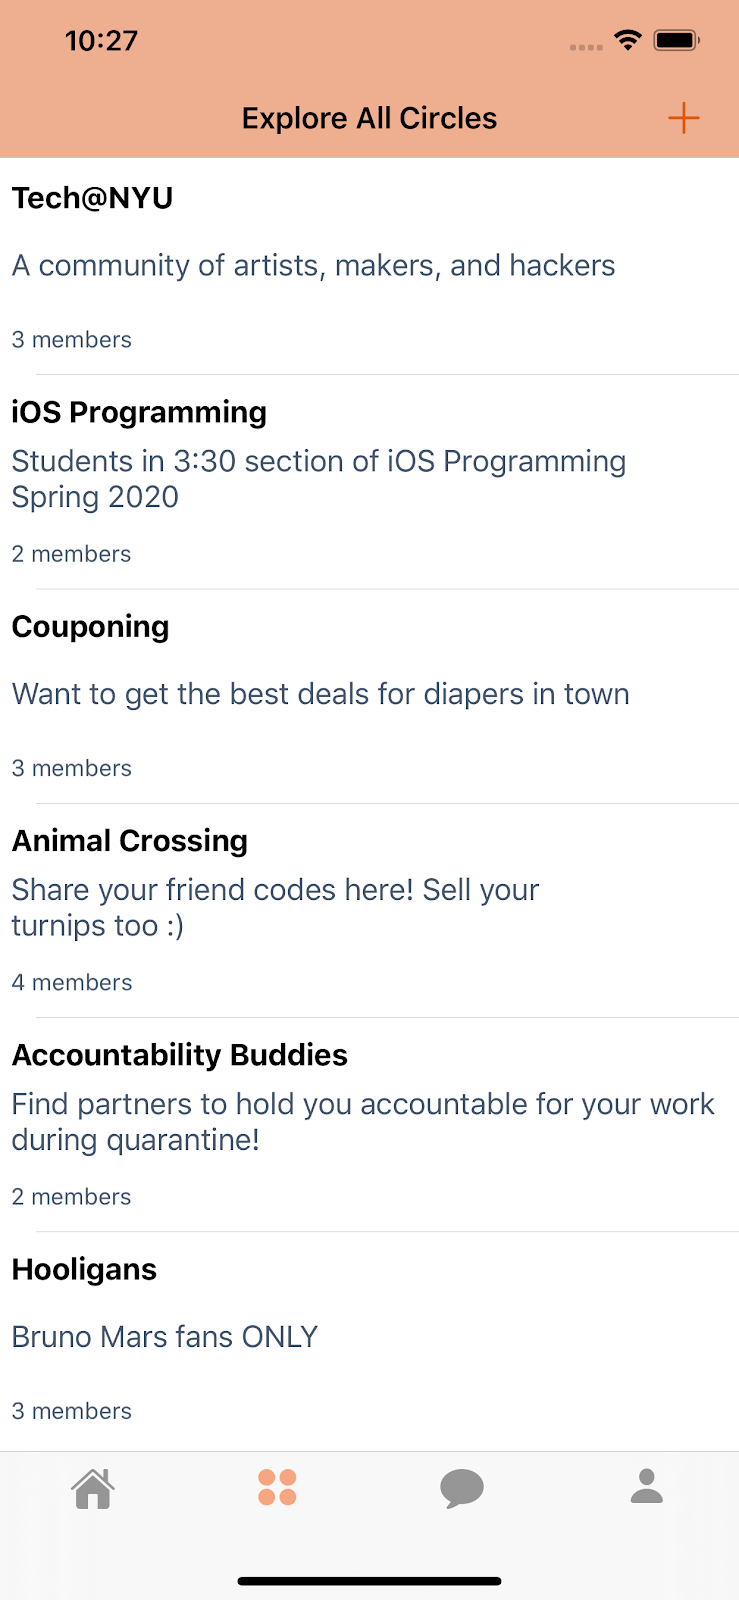 10:27
Explore All Circles
Tech@NYU
A community of artists, makers, and hackers
3 members
iOS Programming
Students in 3:30 section of iOS Programming
Spring 2020
2 members
Couponing
Want to get the best deals for diapers in town
3 members
Animal Crossing
Share your friend codes here! Sell your
turnips too :)
4 members
Accountability Buddies
Find partners to hold you accountable for your work
during quarantine!
2 members
Hooligans
Bruno Mars fans ONLY
3 members